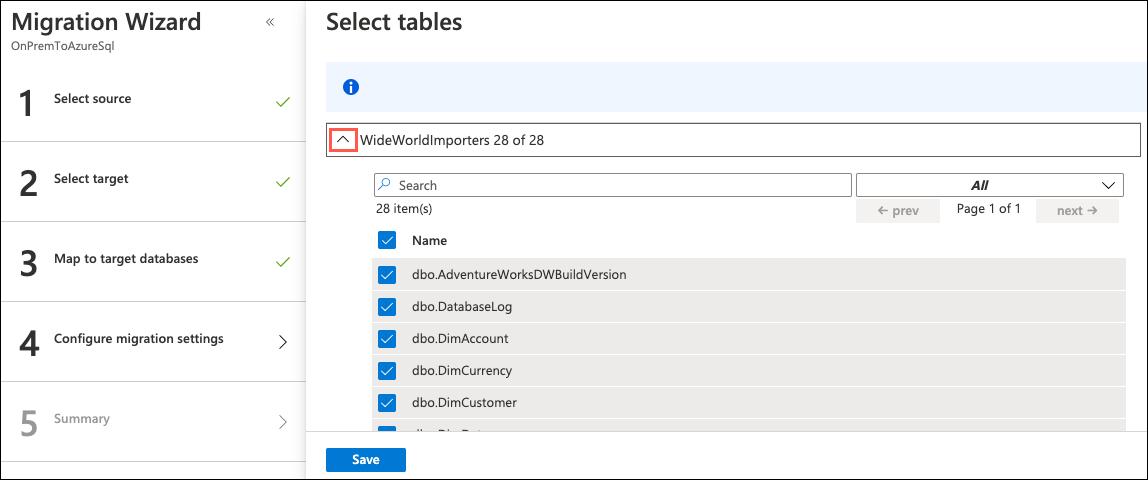 Migration Wizard
«
OnPremToAzureSql
1 Select source
2 Select target
3 Map to target databases
4 Configure migration settings
5 Summary
Select tables
WideWorldImporters 28 of 28
Search
All
28 item(s)
← prev
Page 1 of 1
next →
Name
dbo.AdventureWorksDWBuildVersion
dbo.DatabaseLog
dbo.DimAccount
dbo.DimCurrency
dbo.DimCustomer
Save